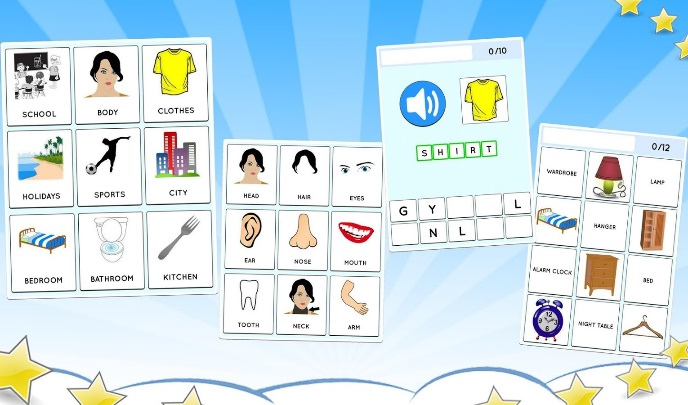 SCHOOL
BODY
CLOTHES
HOLIDAYS
SPORTS
CITY
BEDROOM
BATHROOM
KITCHEN
HEAD
HAIR
EYES
EAR
NOSE
MOUTH
TOOTH
NECK
ARM
0/10
SHIRT
G Y L
N L
0/12
WARDROBE
LAMP
HANGER
ALARM CLOCK
BED
NIGHT TABLE